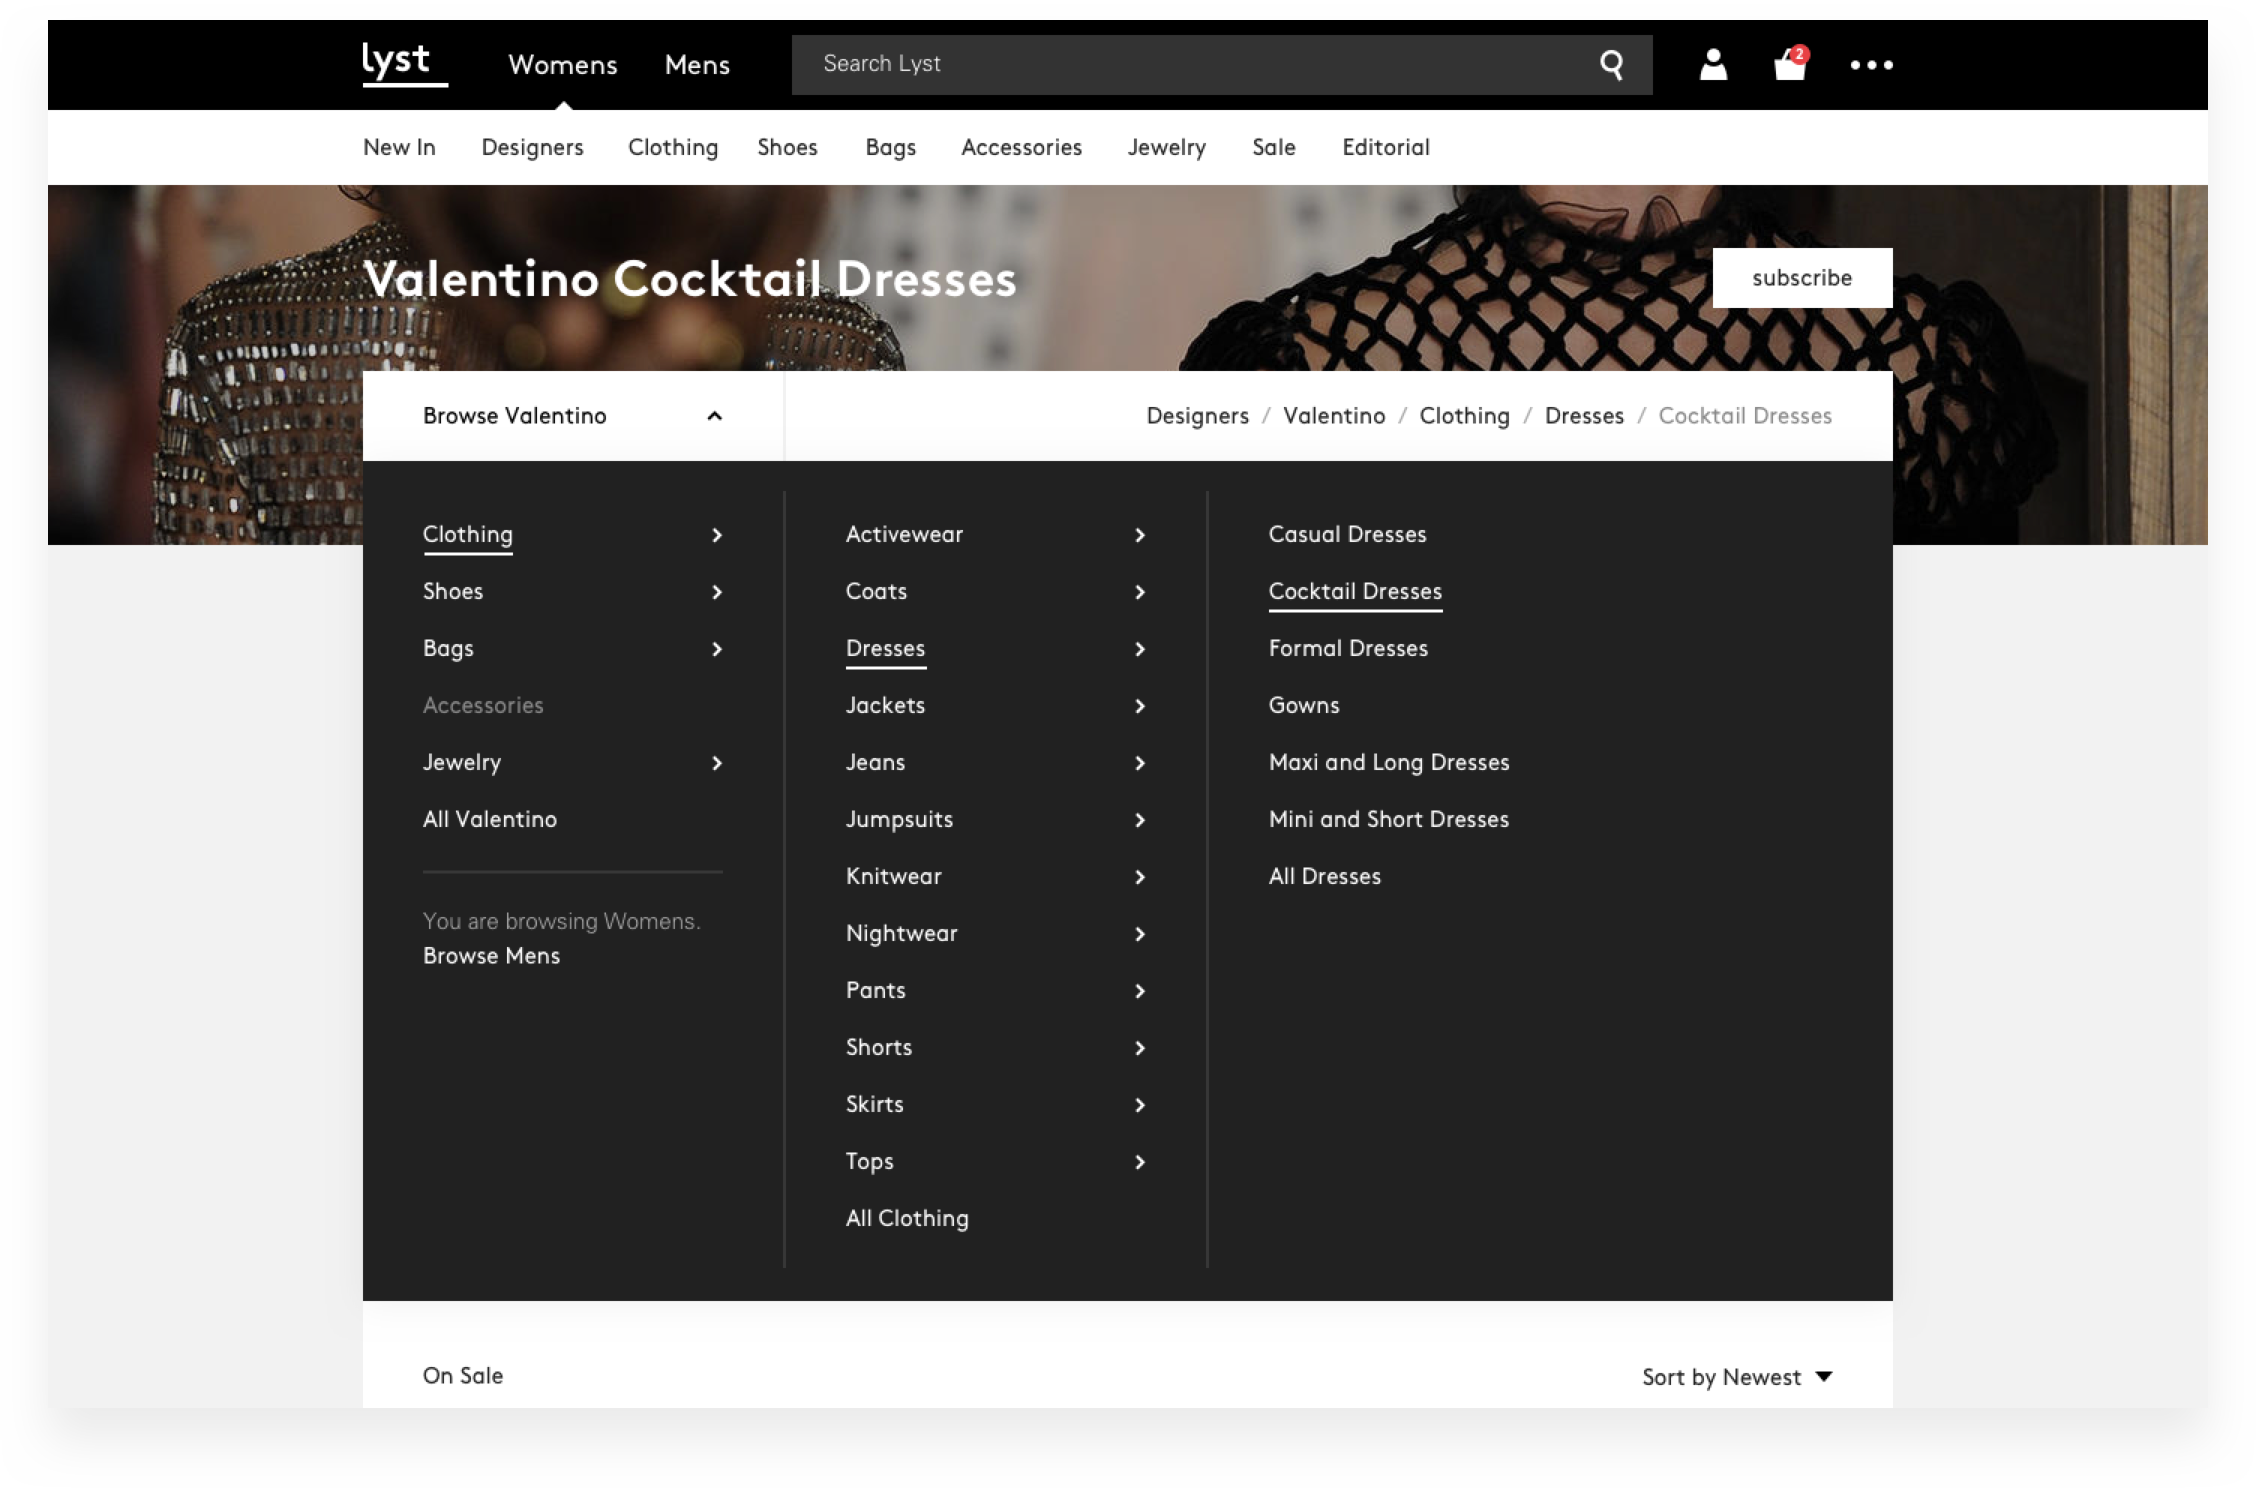 lyst
Womens
Mens
Search Lyst
2
New In
Designers
Clothing
Shoes
Bags
Accessories
Jewelry
Sale
Editorial
Valentino Cocktail Dresses
subscribe
Browse Valentino
Designers / Valentino / Clothing / Dresses / Cocktail Dresses
Clothing
Shoes
Bags
Accessories
Jewelry
All Valentino
You are browsing Womens.
Browse Mens
Activewear
Coats
Dresses
Jackets
Jeans
Jumpsuits
Knitwear
Nightwear
Pants
Shorts
Skirts
Tops
All Clothing
Casual Dresses
Cocktail Dresses
Formal Dresses
Gowns
Maxi and Long Dresses
Mini and Short Dresses
All Dresses
On Sale
Sort by Newest